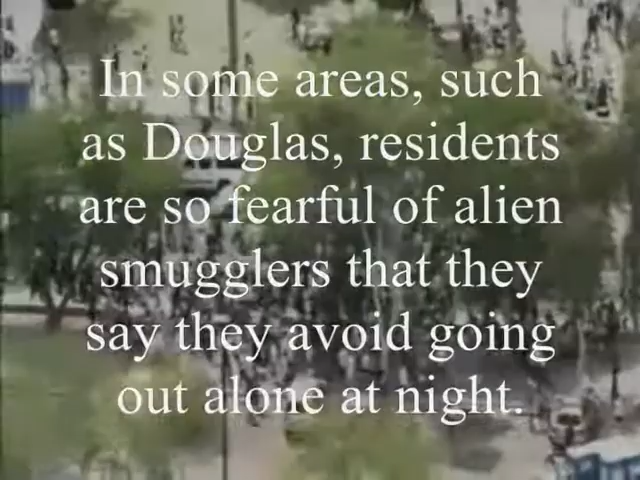 In some areas, such
as Douglas, residents
are so fearful of alien
smugglers that they
say they avoid going
out alone at night.